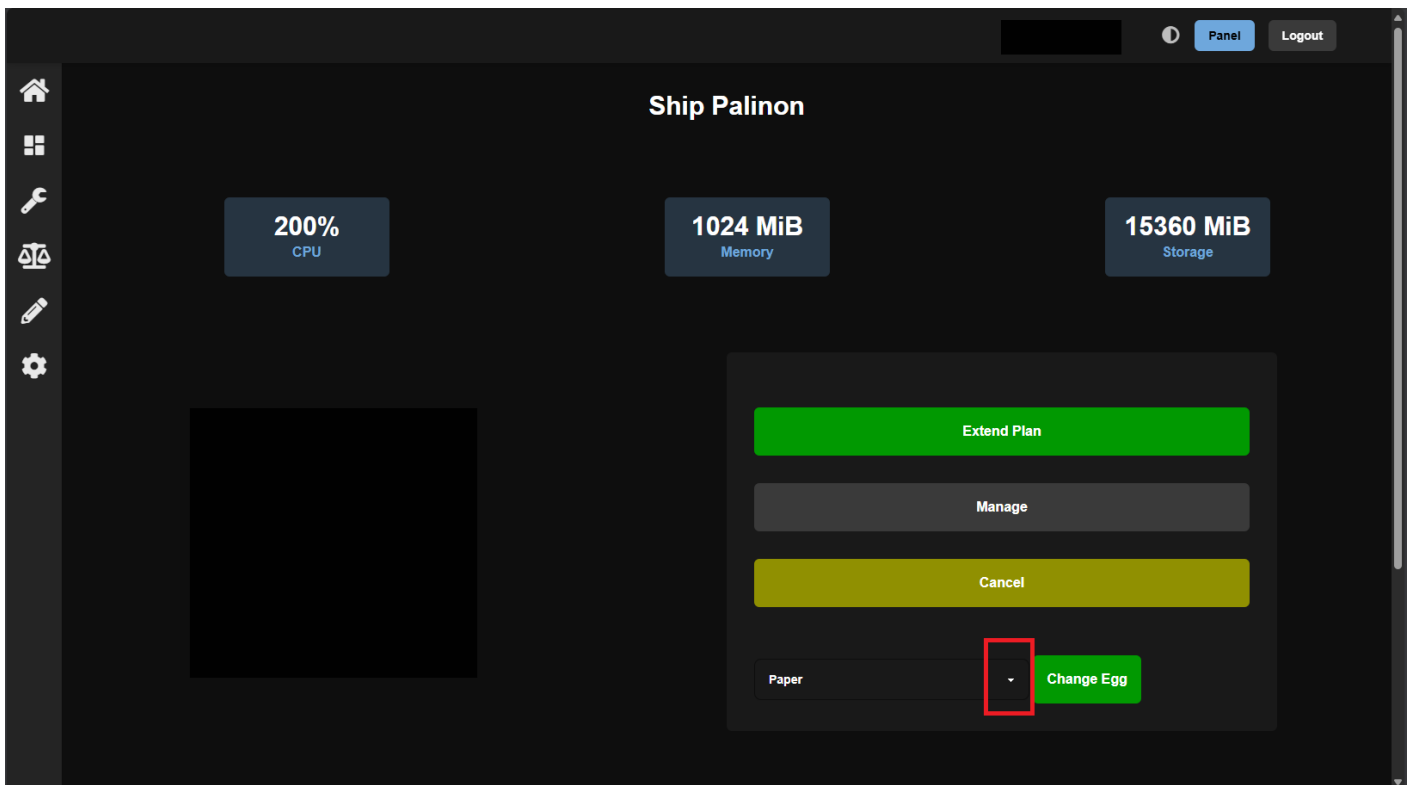 Panel
Logout
Ship Palinon
200%
CPU
1024 MiB
Memory
15360 MiB
Storage
Extend Plan
Manage
Cancel
Paper
Change Egg